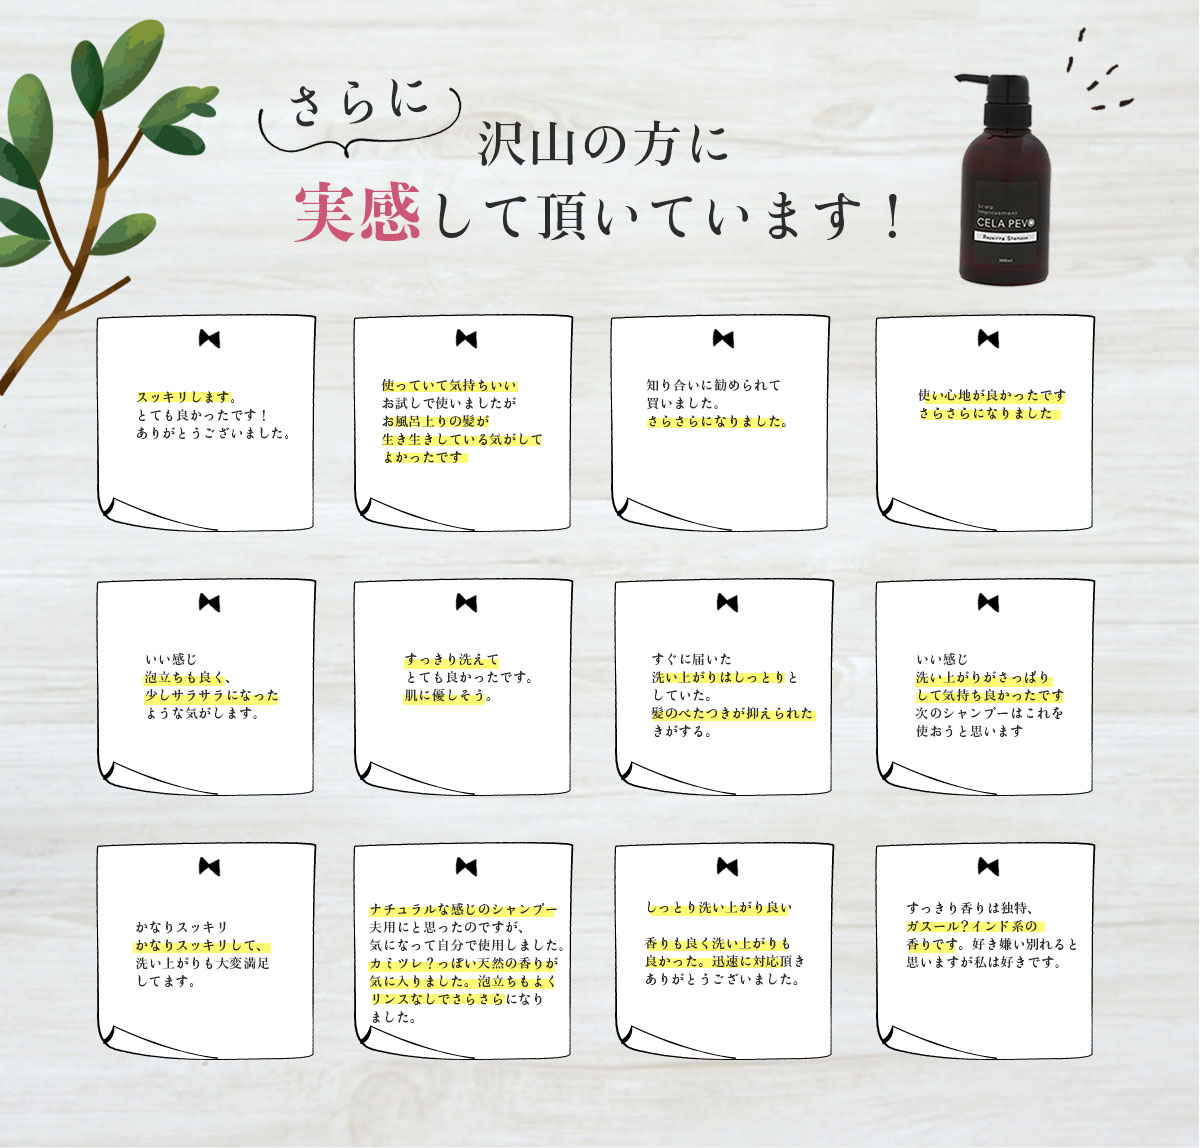 さらに
沢山の方に
実感して頂いています！
Scalp
Improvement
CELA PEVO
Repairing Shampoo
300ml
スッキリします。
とても良かったです！
ありがとうございました。
使っていて気持ちいい
お試しで使いましたが
お風呂上りの髪が
生き生きしている気がして
よかったです
知り合いに勧められて
買いました。
さらさらになりました。
使い心地が良かったです
さらさらになりました
いい感じ
泡立ちも良く、
少しサラサラになった
ような気がします。
すっきり洗えて
とても良かったです。
肌に優しそう。
すぐに届いた
洗い上がりはしっとりと
していた。
髪のべたつきが抑えられた
きがする。
いい感じ
洗い上がりがさっぱり
して気持ち良かったです
次のシャンプーはこれを
使おうと思います
かなりスッキリ
かなりスッキリして、
洗い上がりも大変満足
してます。
ナチュラルな感じのシャンプー
夫用にと思ったのですが、
気になって自分で使用しました。
カミツレ？っぽい天然の香りが
気に入りました。泡立ちもよく
リンスなしでさらさらになり
ました。
しっとり洗い上がり良い
香りも良く洗い上がりも
良かった。迅速に対応頂き
ありがとうございました。
すっきり香りは独特、
ガスール？インド系の
香りです。好き嫌い別れると
思いますが私は好きです。